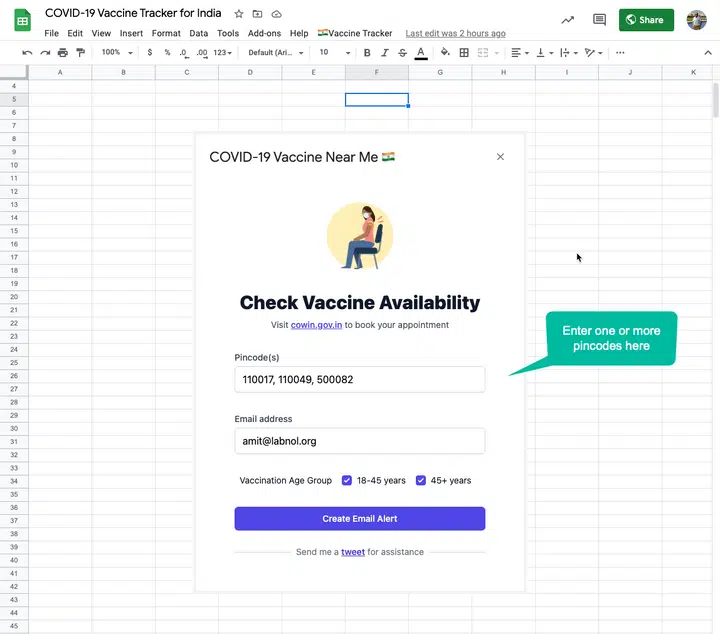 COVID-19 Vaccine Tracker for India
File Edit View Insert Format Data Tools Add-ons Help 🇮🇳Vaccine Tracker Last edit was 2 hours ago
Share
100% $ % .0 .00 123 Default (Ari... 10 B I S A
A B C D E F G H I J K
4
5
6
7
8
9
10
11
12
13
14
15
16
17
18
19
20
21
22
23
24
25
26
27
28
29
30
31
32
33
34
35
36
37
38
39
40
41
42
43
44
45
COVID-19 Vaccine Near Me 🇮🇳
Check Vaccine Availability
Visit cowin.gov.in to book your appointment
Enter one or more
pincodes here
Pincode(s)
110017, 110049, 500082
Email address
amit@labnol.org
Vaccination Age Group 18-45 years 45+ years
Create Email Alert
Send me a tweet for assistance